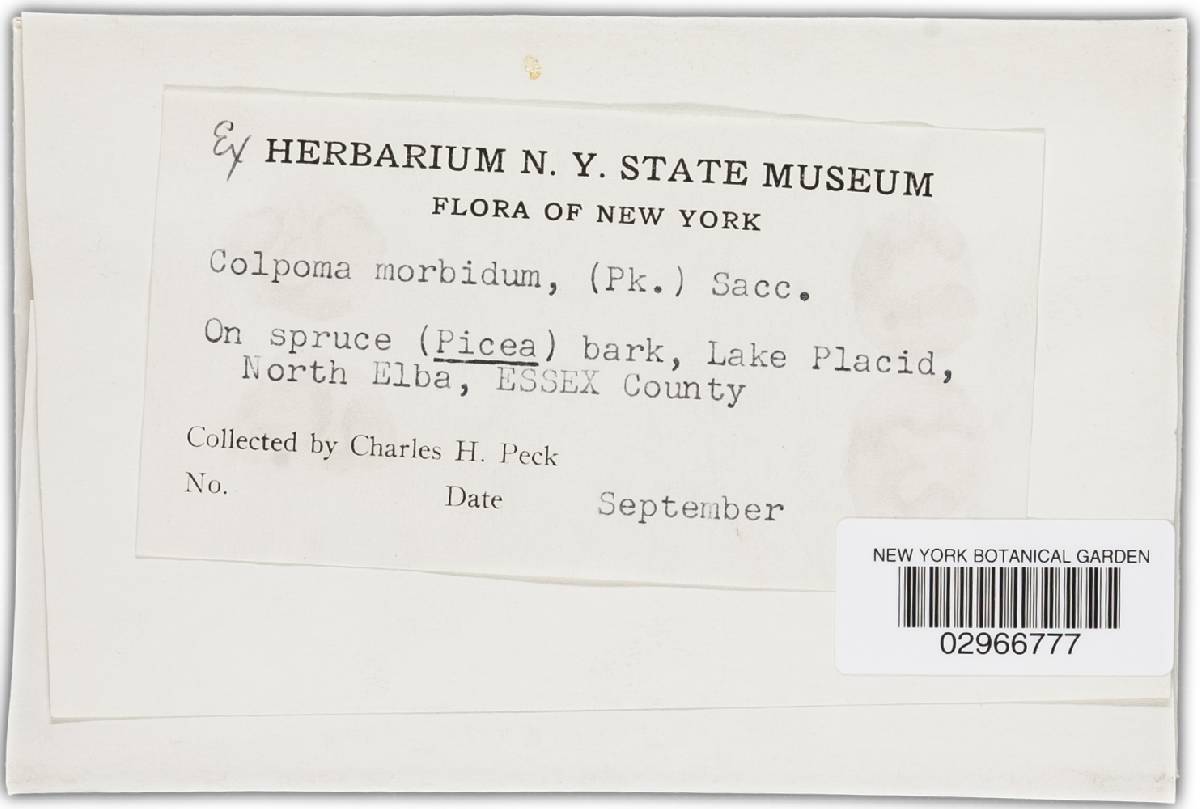 Ex HERBARIUM N. Y. STATE MUSEUM
FLORA OF NEW YORK
Colpoma morbidum, (Pk.) Sacc.
On spruce (Picea) bark, Lake Placid,
North Elba, ESSEX County
Collected by Charles H. Peck
No. Date September
NEW YORK BOTANICAL GARDEN
02966777